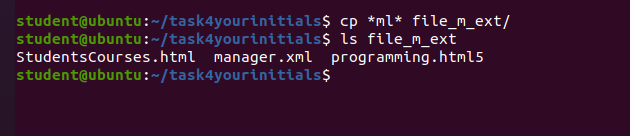 student@ubuntu:~/task4yourinitials$ cp *ml* file_m_ext/
student@ubuntu:~/task4yourinitials$ ls file_m_ext
StudentsCourses.html  manager.xml  programming.html5
student@ubuntu:~/task4yourinitials$